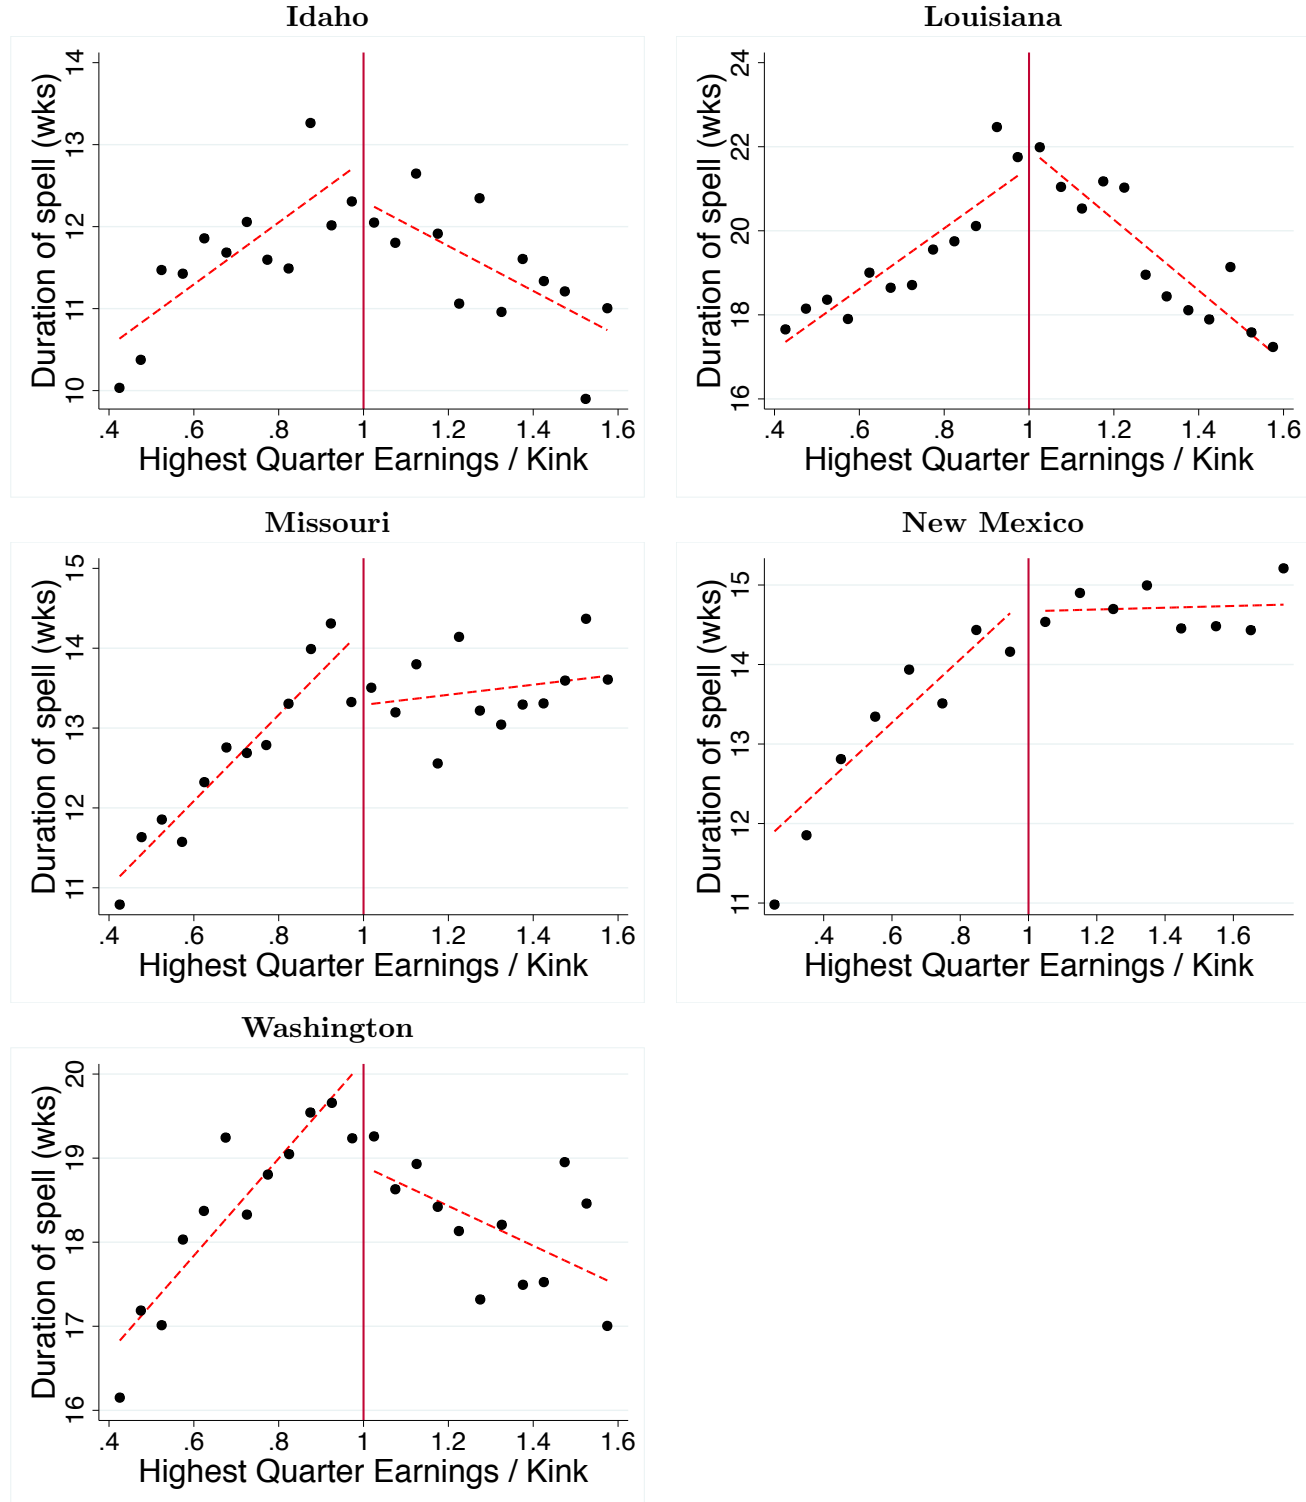 Idaho
Duration of spell (wks)
14
13
12
11
10
.4 .6 .8 1 1.2 1.4 1.6
Highest Quarter Earnings / Kink
Louisiana
Duration of spell (wks)
24
22
20
18
16
.4 .6 .8 1 1.2 1.4 1.6
Highest Quarter Earnings / Kink
Missouri
Duration of spell (wks)
15
14
13
12
11
.4 .6 .8 1 1.2 1.4 1.6
Highest Quarter Earnings / Kink
New Mexico
Duration of spell (wks)
15
14
13
12
11
.4 .6 .8 1 1.2 1.4 1.6
Highest Quarter Earnings / Kink
Washington
Duration of spell (wks)
20
19
18
17
16
.4 .6 .8 1 1.2 1.4 1.6
Highest Quarter Earnings / Kink